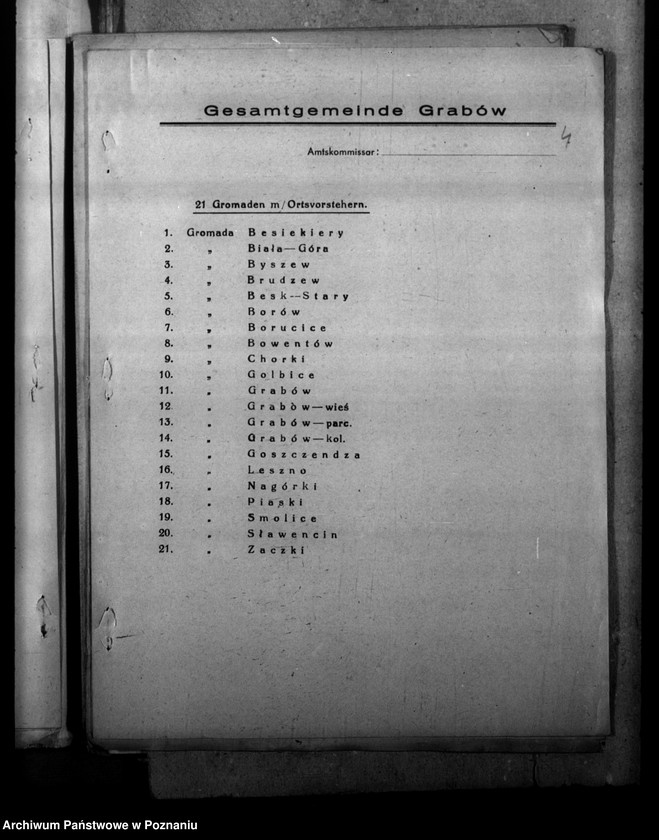 Gesamtgemeinde Grabów
4
Amtskommissar:
21 Gromaden m/Ortsvorstehern.
1. Gromada Besiekiery
2. „ Biała—Góra
3. „ Byszew
4. „ Brudzew
5. „ Besk—Stary
6. „ Borów
7. „ Borucice
8. „ Bowentów
9. „ Chorki
10. „ Golbice
11. „ Grabów
12. „ Grabów—wieś
13. „ Grabów—parc.
14. „ Grabów—kol.
15. „ Goszczendza
16. „ Leszno
17. „ Nagórki
18. „ Piaski
19. „ Smolice
20. „ Sławencin
21. „ Zaczki
Archiwum Państwowe w Poznaniu